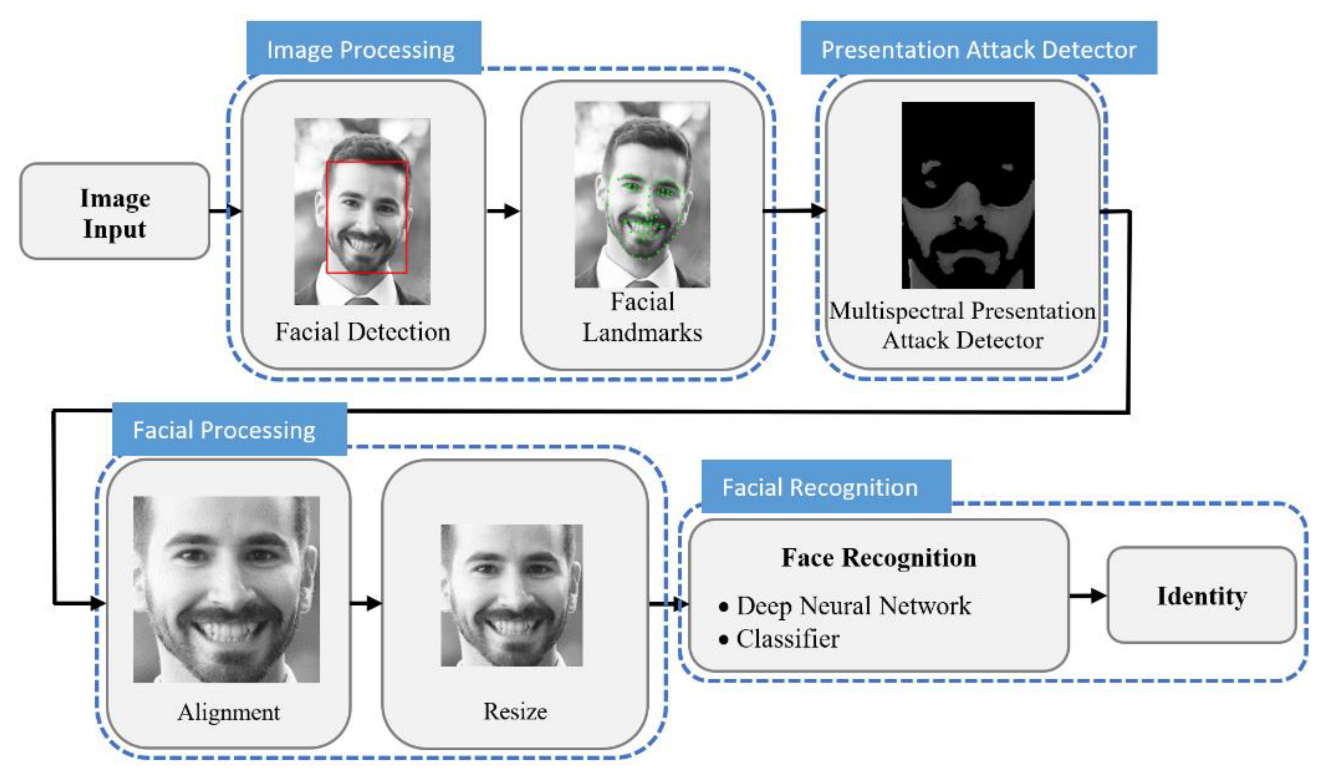 Image Processing
Presentation Attack Detector
Image
Input
Facial Detection
Facial
Landmarks
Multispectral Presentation
Attack Detector
Facial Processing
Alignment
Resize
Facial Recognition
Face Recognition
• Deep Neural Network
• Classifier
Identity